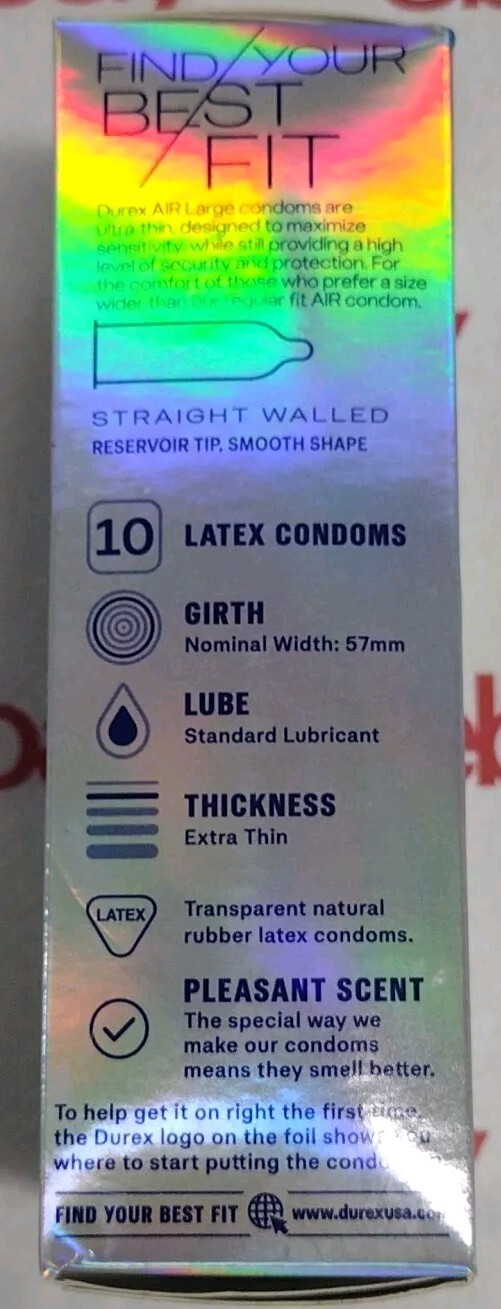 FIND/YOUR
BEST
FIT
Durex AIR Large condoms are
ultra thin, designed to maximize
sensitivity, while still providing a high
level of security and protection. For
the comfort of those who prefer a size
wider than our regular fit AIR condom.
STRAIGHT WALLED
RESERVOIR TIP, SMOOTH SHAPE
10 LATEX CONDOMS
GIRTH
Nominal Width: 57mm
LUBE
Standard Lubricant
THICKNESS
Extra Thin
LATEX
Transparent natural
rubber latex condoms.
PLEASANT SCENT
The special way we
make our condoms
means they smell better.
To help get it on right the first time,
the Durex logo on the foil shows you
where to start putting the
FIND YOUR BEST FIT www.durexusa.co